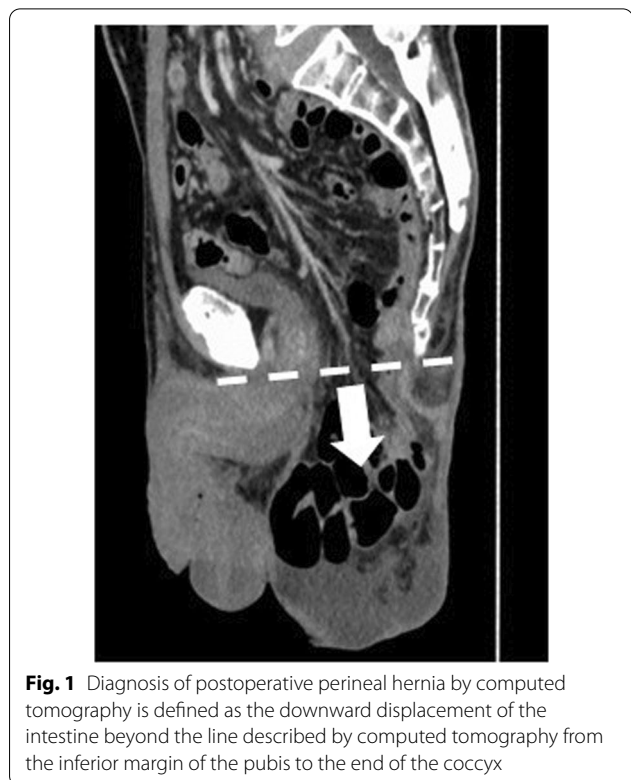 Fig. 1 Diagnosis of postoperative perineal hernia by computed
tomography is defined as the downward displacement of the
intestine beyond the line described by computed tomography from
the inferior margin of the pubis to the end of the coccyx